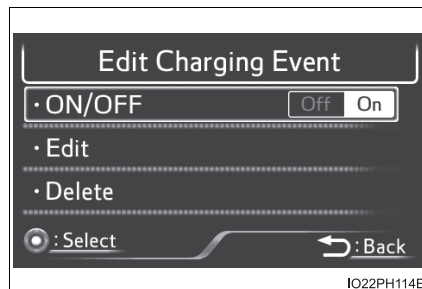 Edit Charging Event
· ON/OFF Off On
· Edit
· Delete
: Select : Back
IO22PH114E